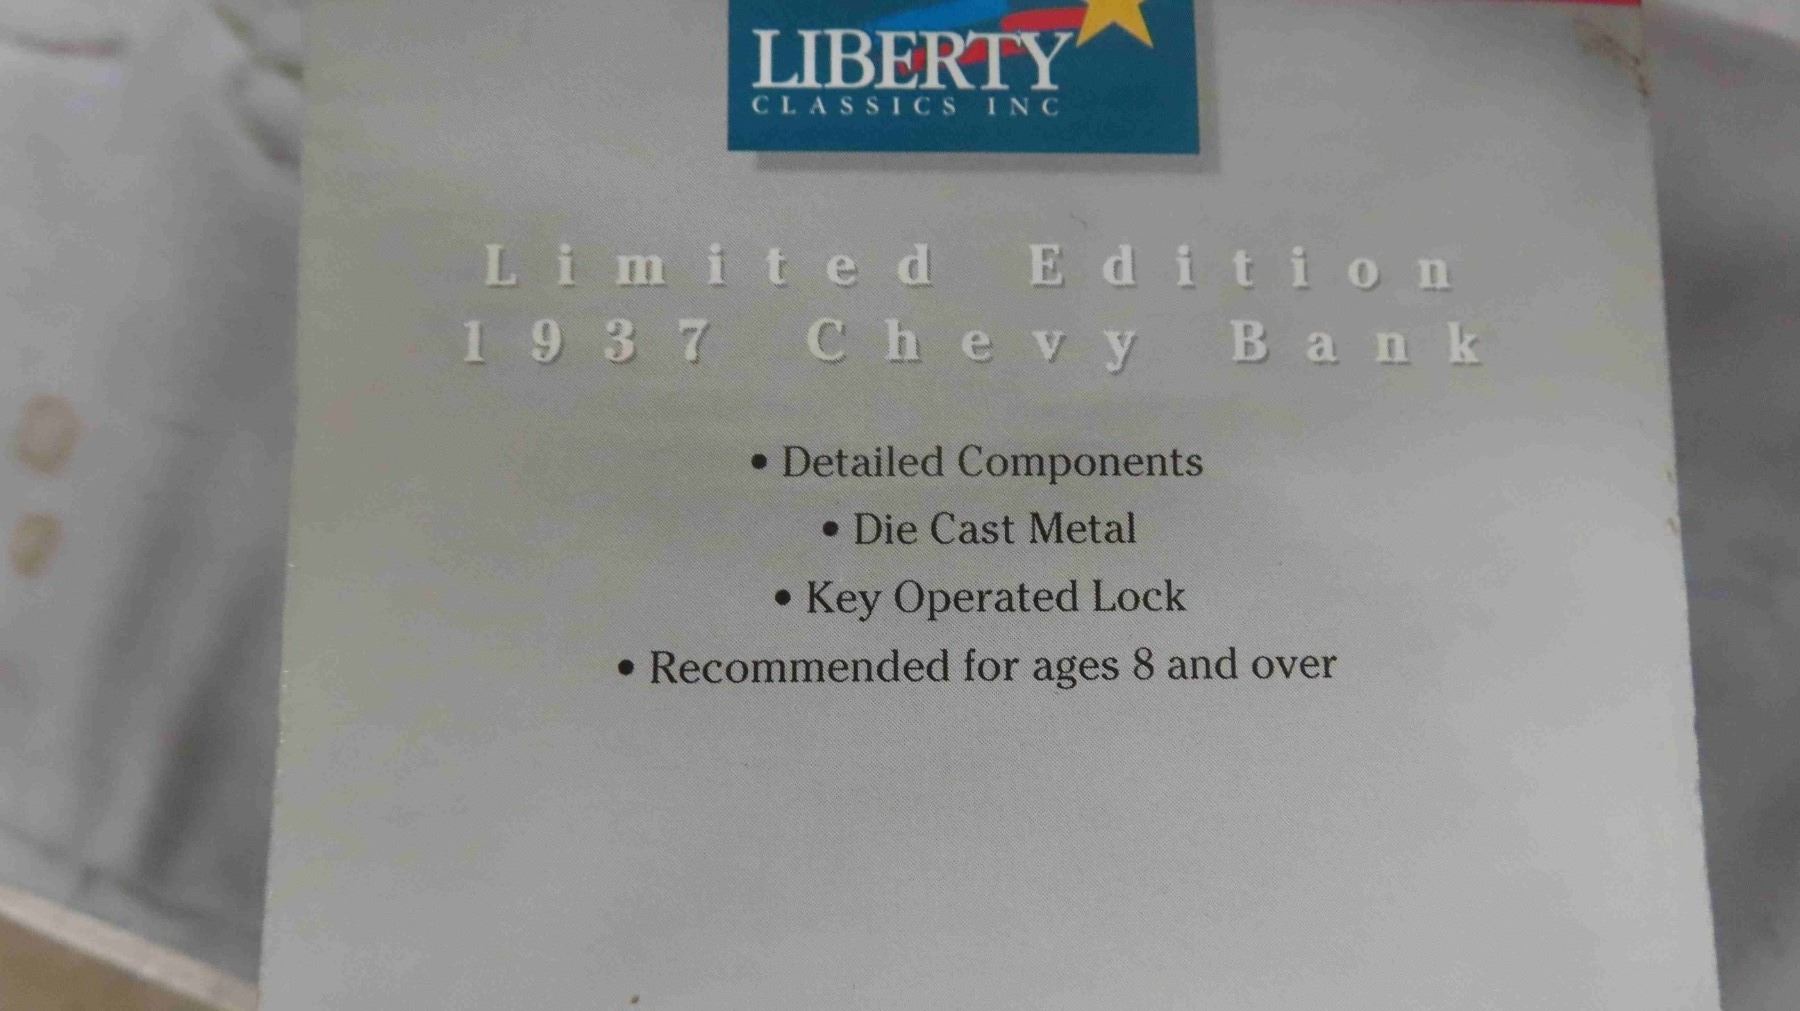 LIBERTY
CLASSICS INC
Limited Edition
1937 Chevy Bank
• Detailed Components
• Die Cast Metal
• Key Operated Lock
• Recommended for ages 8 and over